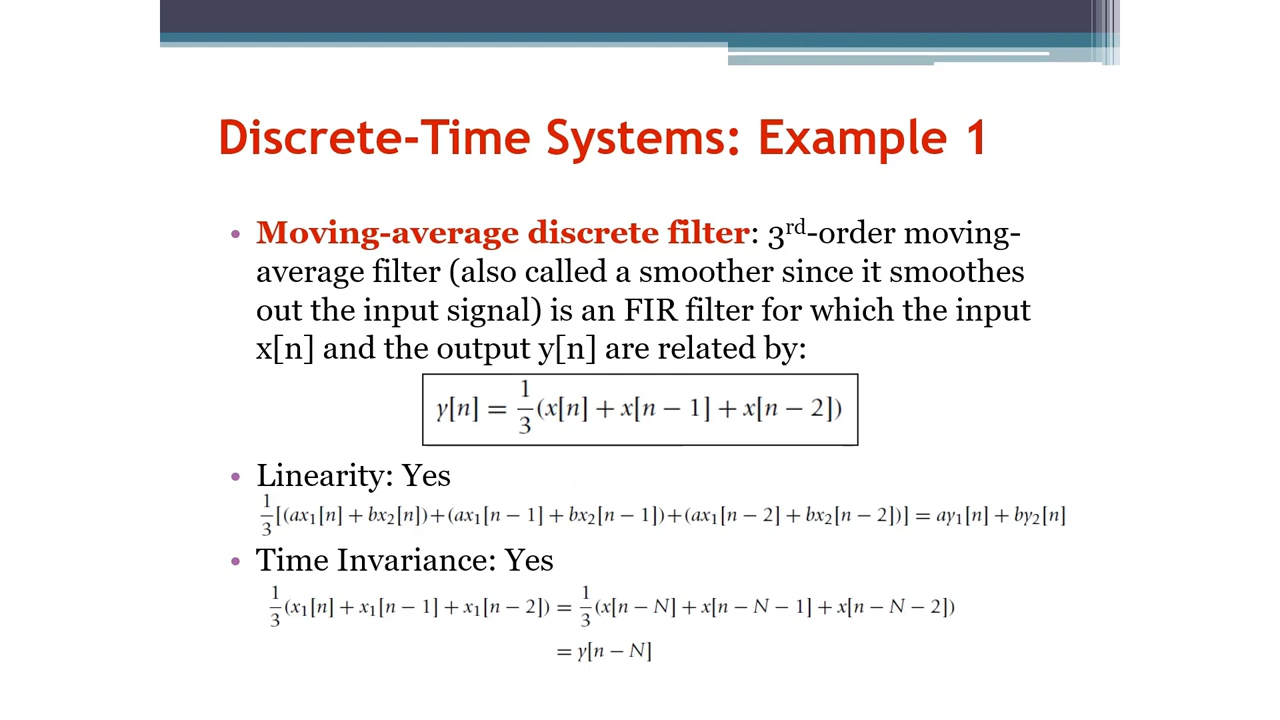 Discrete-Time Systems: Example 1
• Moving-average discrete filter: 3rd-order moving-
average filter (also called a smoother since it smoothes
out the input signal) is an FIR filter for which the input
x[n] and the output y[n] are related by:
y[n] = 1/3 (x[n] + x[n − 1] + x[n − 2])
• Linearity: Yes
1/3 [(ax₁[n] + bx₂[n])+(ax₁[n − 1] + bx₂[n − 1])+(ax₁[n − 2] + bx₂[n − 2])] = ay₁[n] + by₂[n]
• Time Invariance: Yes
1/3 (x₁[n] + x₁[n − 1] + x₁[n − 2]) = 1/3 (x[n − N] + x[n − N − 1] + x[n − N − 2])
= y[n − N]